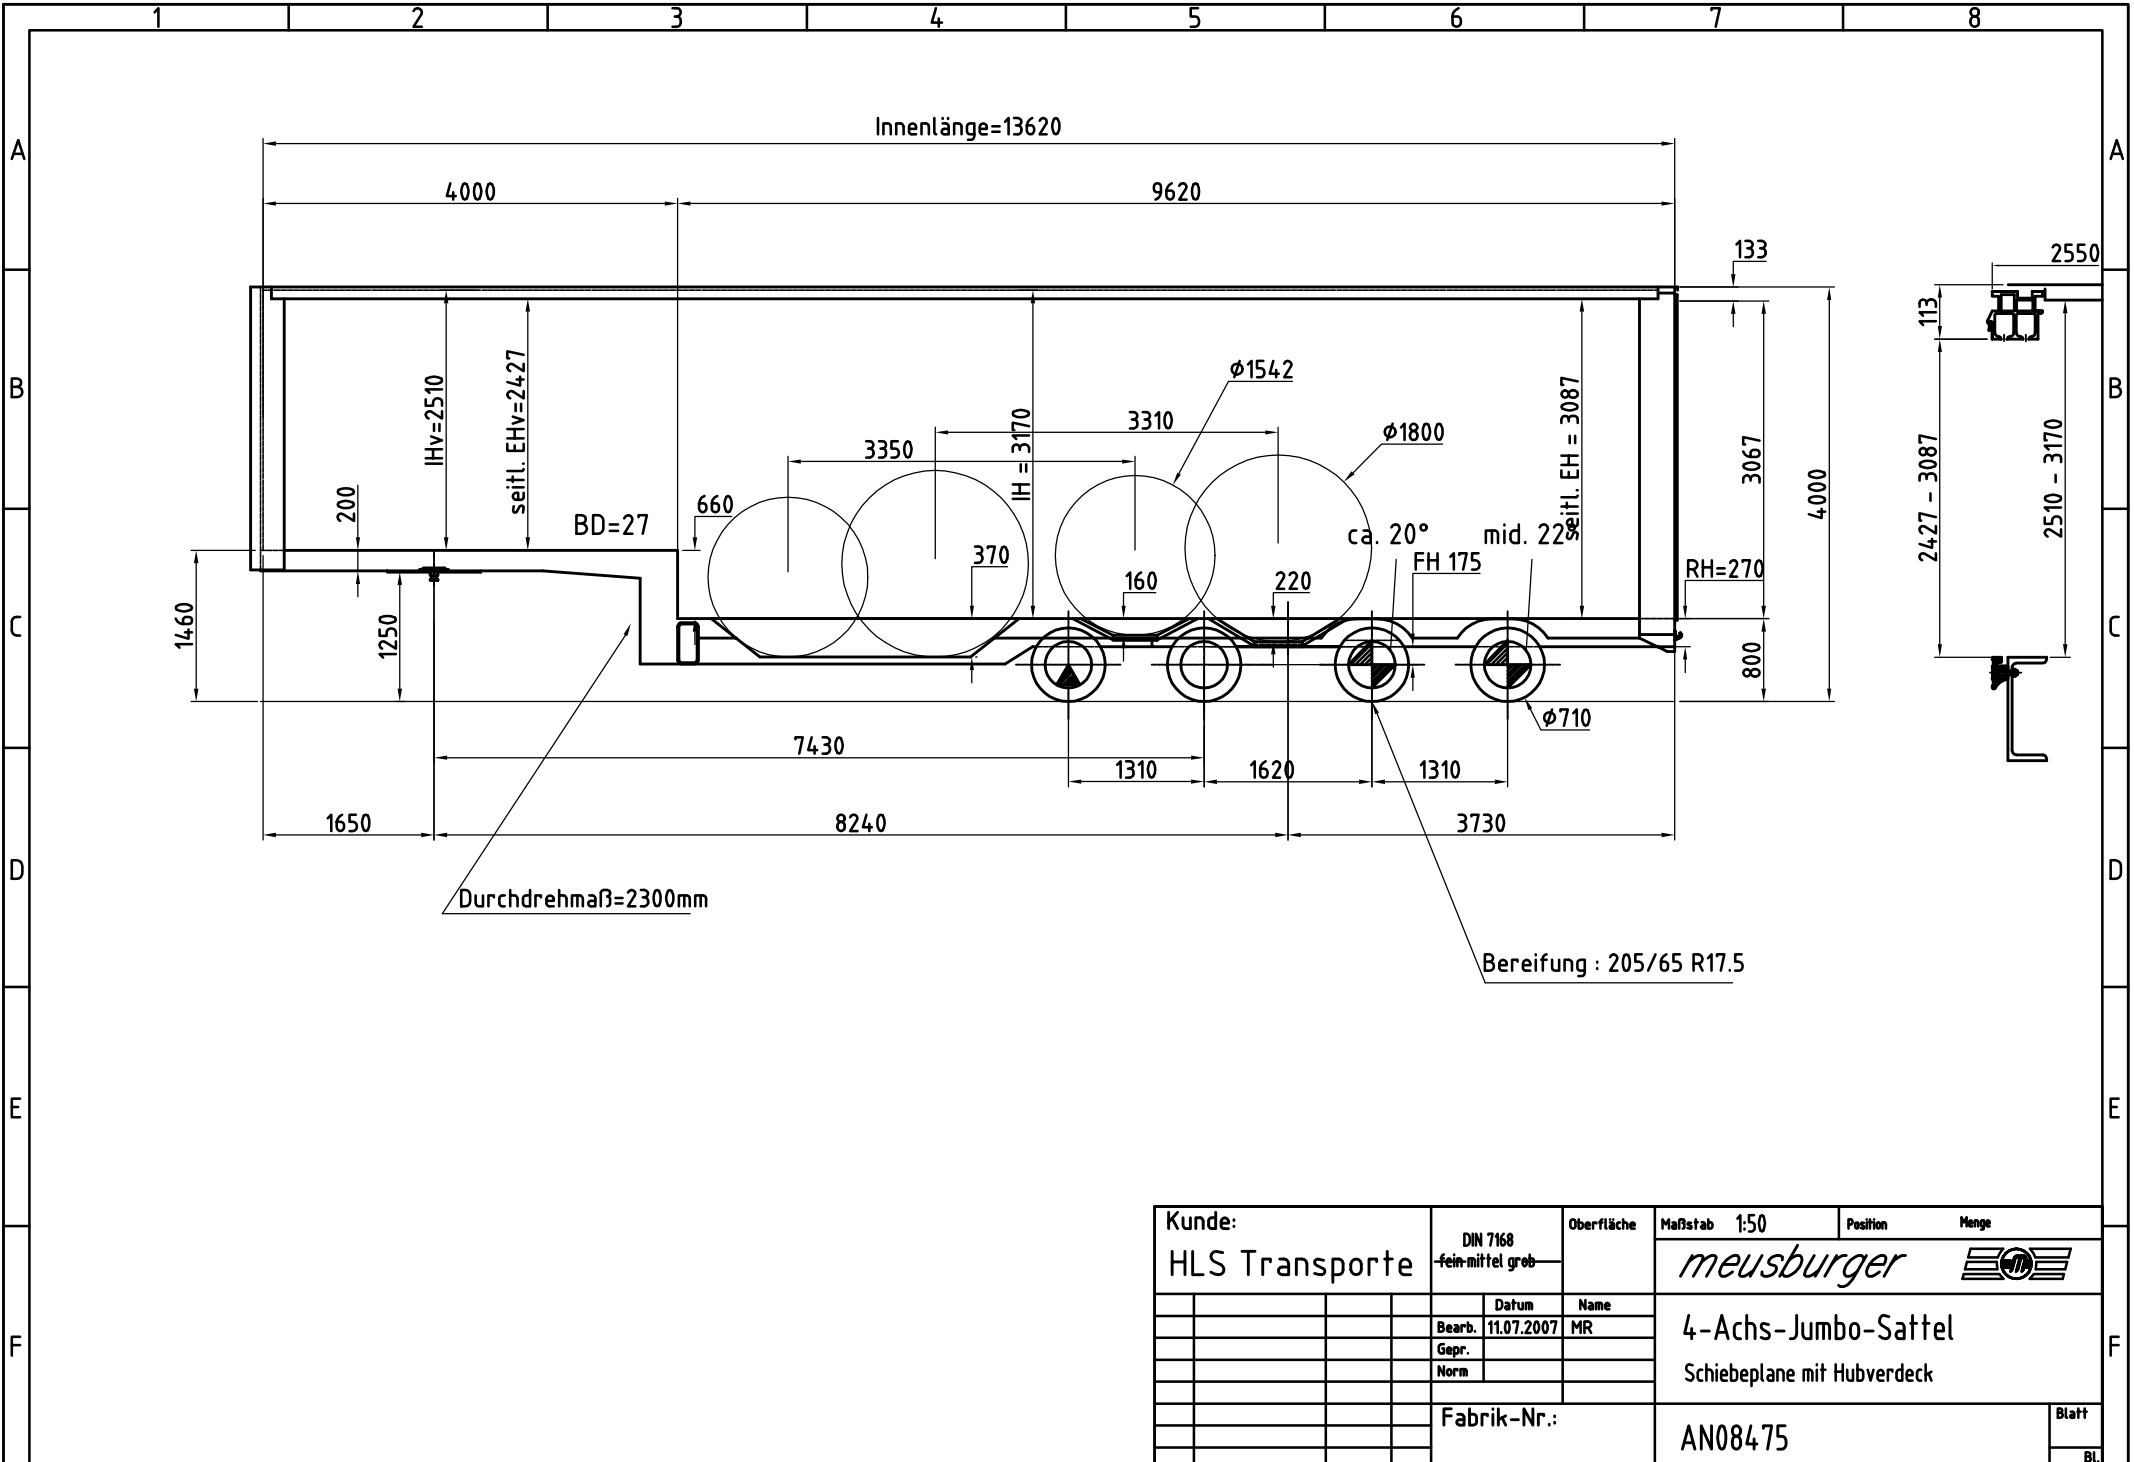 1 2 3 4 5 6 7 8
A A
B B
C C
D D
E E
F F
Innenlänge=13620
4000 9620
133
2550
113
IHv=2510
seitl. EHv=2427
IH = 3170
seitl. EH = 3087
3067
4000
2427 - 3087
2510 - 3170
ø1542
3310
ø1800
3350
200
BD=27
660
ca. 20°
mid. 22°
370
160
220
FH 175
RH=270
1460
1250
800
ø710
7430
1310 1620 1310
1650 8240 3730
Durchdrehmaß=2300mm
Bereifung : 205/65 R17.5
Kunde:
HLS Transporte
DIN 7168
fein mittel grob
Oberfläche
Maßstab 1:50
Position
Menge
meusburger
Datum Name
Bearb. 11.07.2007 MR
Gepr.
Norm
4-Achs-Jumbo-Sattel
Schiebeplane mit Hubverdeck
Fabrik-Nr.:
AN08475
Blatt
Bl.